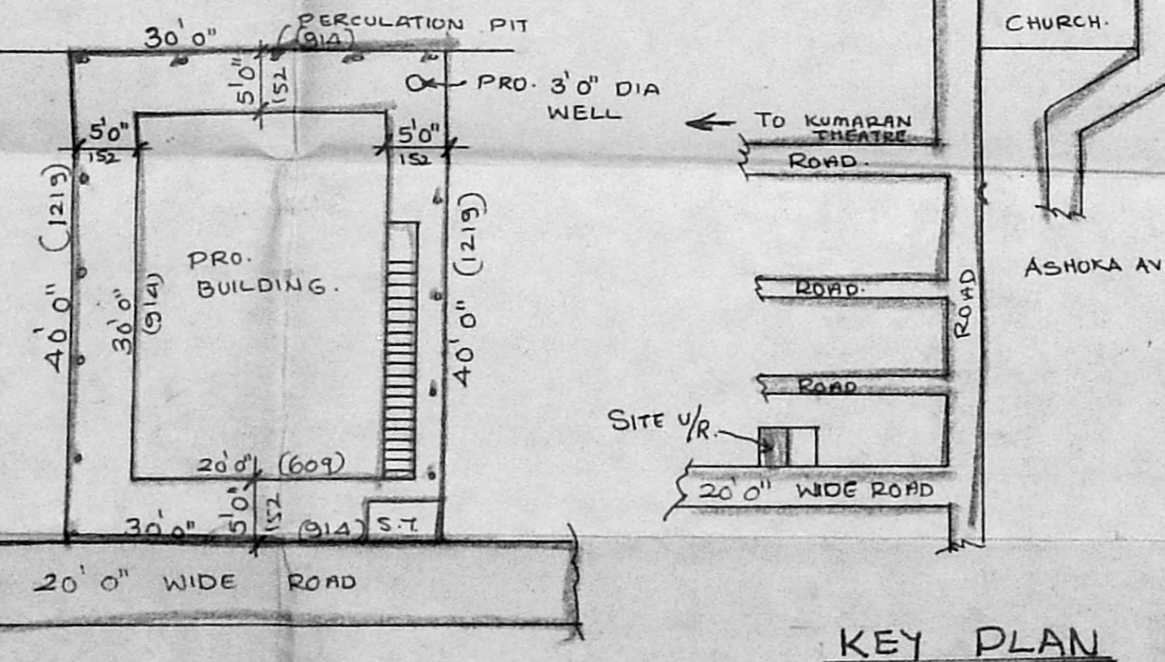 PERCULATION PIT
30'0" (914)
5'0"
152
PRO. 3'0" DIA
WELL
5'0"
152
5'0"
152
40'0" (1219)
30'0"
(914)
PRO.
BUILDING.
40'0" (1219)
20'0" (609)
5'0"
152
30'0" (914)
S.T.
20'0" WIDE ROAD
CHURCH.
TO KUMARAN
THEATRE
ROAD.
ROAD.
ROAD
ROAD
ASHOKA AV
SITE U/R.
20'0" WIDE ROAD
KEY PLAN